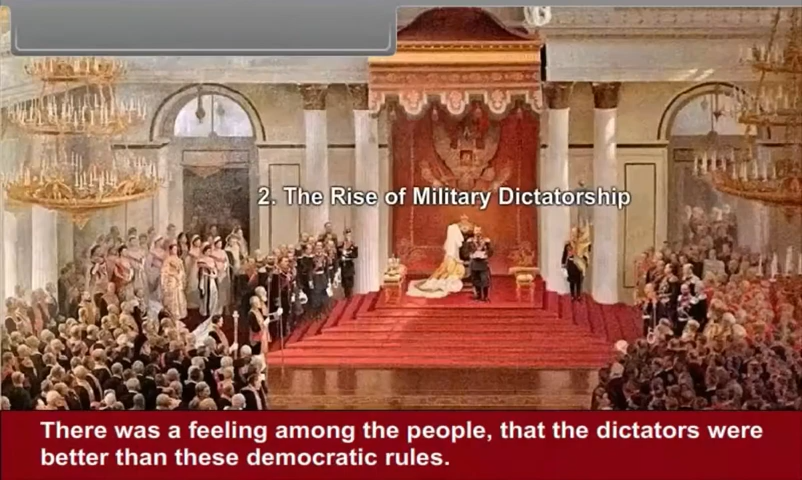 2. The Rise of Military Dictatorship
There was a feeling among the people, that the dictators were
better than these democratic rules.